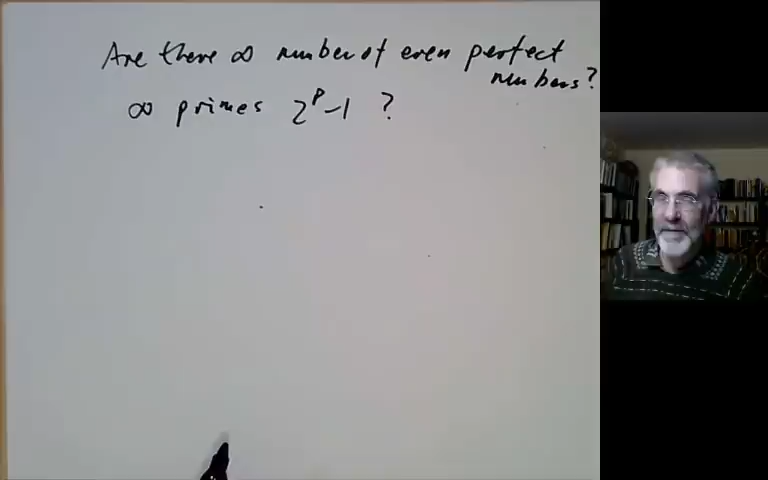 Are there ∞ number of even perfect
numbers?
∞ primes 2^p-1 ?